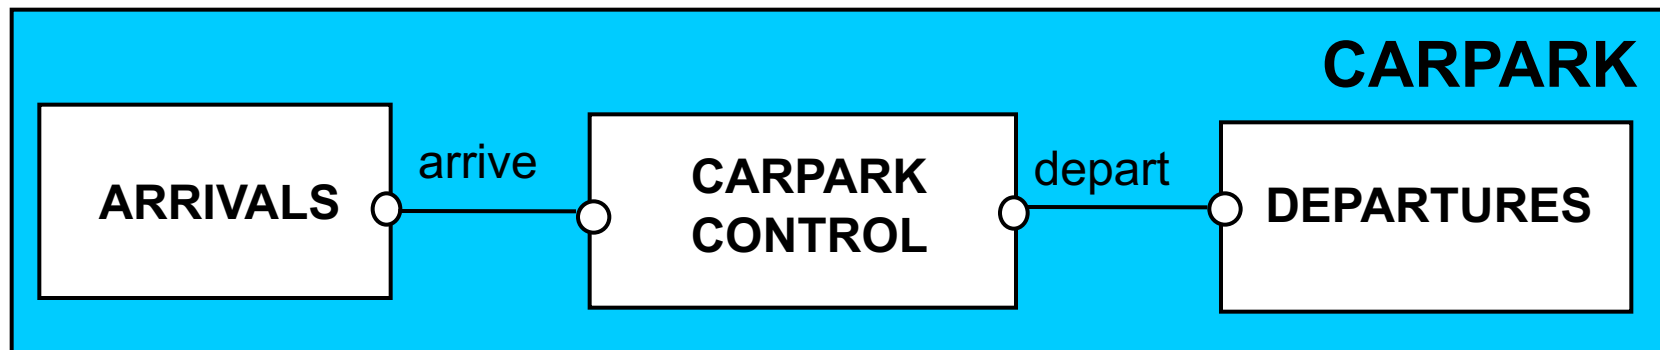 CARPARK
ARRIVALS
arrive
CARPARK
CONTROL
depart
DEPARTURES